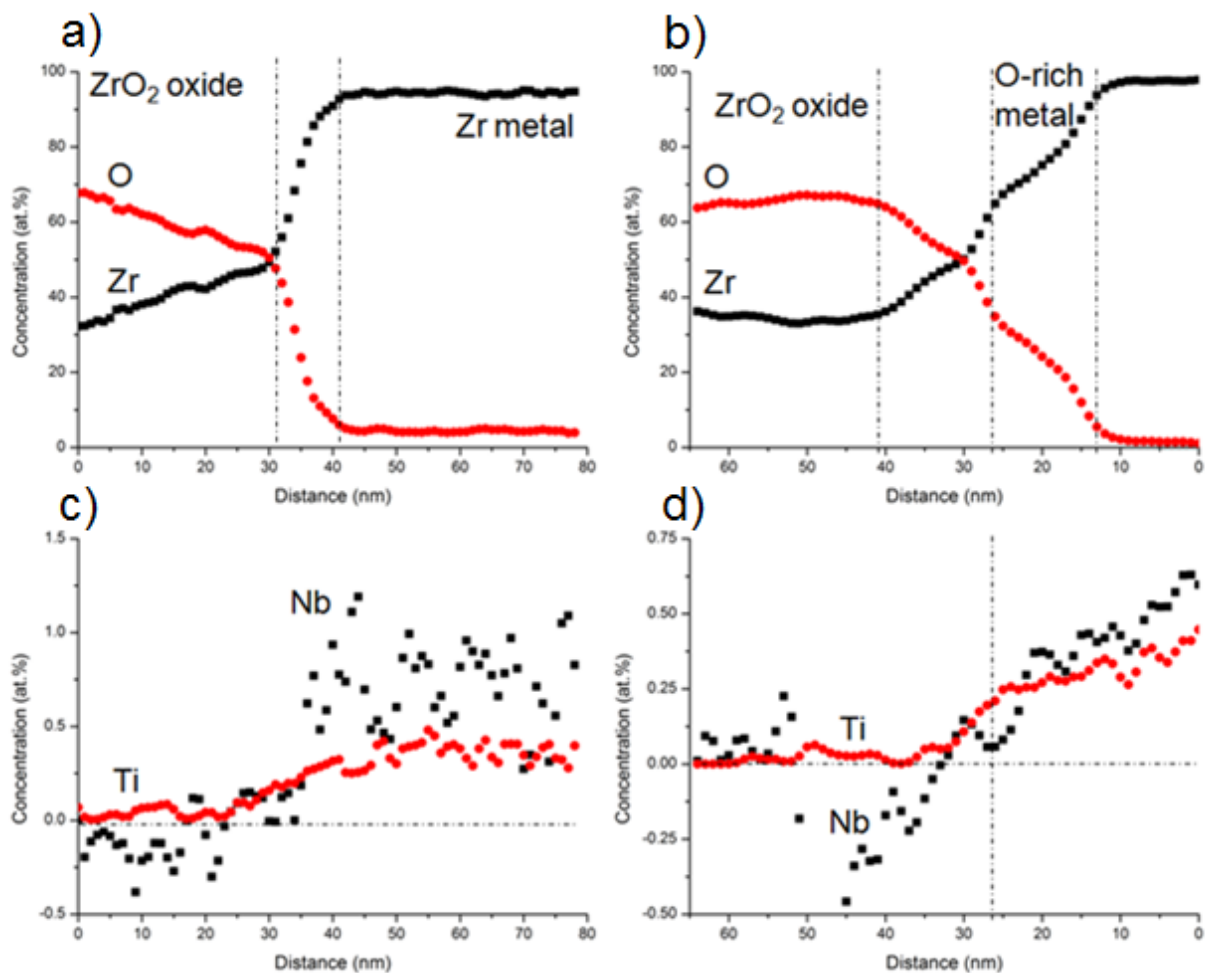 a)
ZrO₂ oxide
Zr metal
O
Zr
100
80
60
40
20
0
Concentration (at.%)
0 10 20 30 40 50 60 70 80
Distance (nm)
b)
ZrO₂ oxide
O-rich
metal
O
Zr
100
80
60
40
20
0
Concentration (at.%)
60 50 40 30 20 10 0
Distance (nm)
c)
Nb
Ti
1.5
1.0
0.5
0.0
-0.5
Concentration (at.%)
0 10 20 30 40 50 60 70 80
Distance (nm)
d)
Ti
Nb
0.75
0.50
0.25
0.00
-0.25
-0.50
Concentration (at.%)
60 50 40 30 20 10 0
Distance (nm)